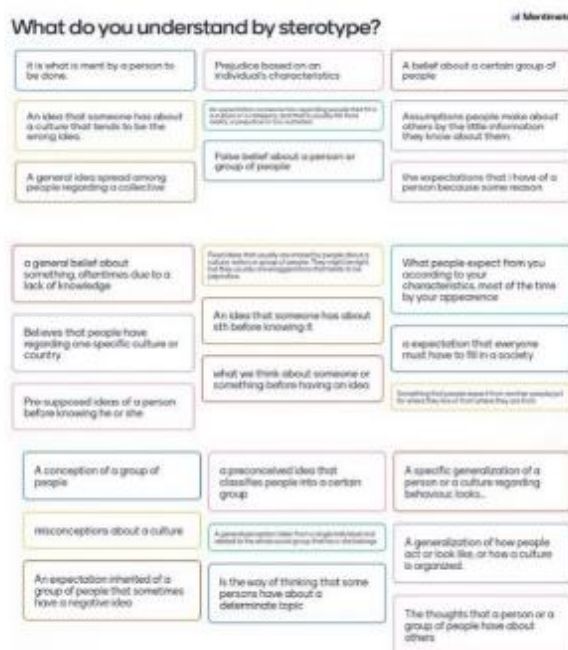 Mentimeter
What do you understand by sterotype?
it is what is ment by a person to
be done.
Prejudice based on an
individual's characteristics
A belief about a certain group of
people
An idea that someone has about
a culture that tends to be the
wrong idea.
Assumptions people make about
others by the little information
they know about them.
False belief about a person or
group of people
A general idea spread among
people regarding a collective
the expectations that i have of a
person because some reason
a general belief about
something, oftentimes due to a
lack of knowledge
What people expect from you
according to your
characteristics, most of the time
by your appearence
An idea that someone has about
sth before knowing it
Believes that people have
regarding one specific culture or
country
a expectation that everyone
must have to fill in a society
what we think about someone or
something before having an idea
Pre-supposed ideas of a person
before knowing he or she
A conception of a group of
people
a preconceived idea that
classifies people into a certain
group
A specific generalization of a
person or a culture regarding
behaviour, looks...
misconceptions about a culture
A generalization of how people
act or look like, or how a culture
is organized.
An expectation inherited of a
group of people that sometimes
have a negative idea
Is the way of thinking that some
persons have about a
determinate topic
The thoughts that a person or a
group of people have about
others